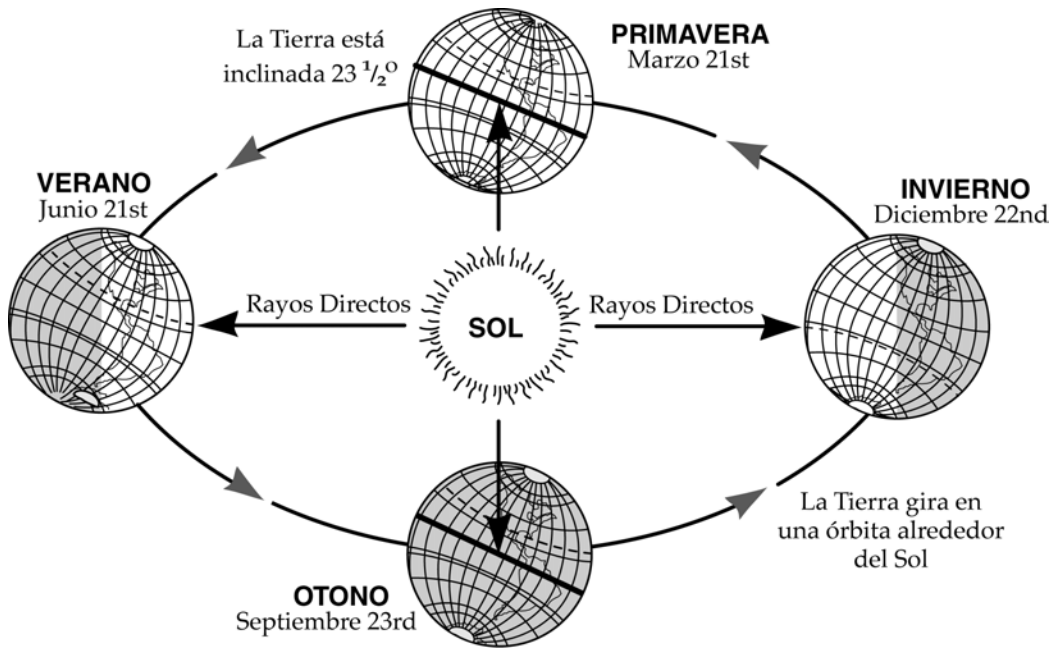 La Tierra está
inclinada 23 ¹/₂º
PRIMAVERA
Marzo 21st
VERANO
Junio 21st
INVIERNO
Diciembre 22nd
Rayos Directos
SOL
Rayos Directos
La Tierra gira en
una órbita alrededor
del Sol
OTONO
Septiembre 23rd